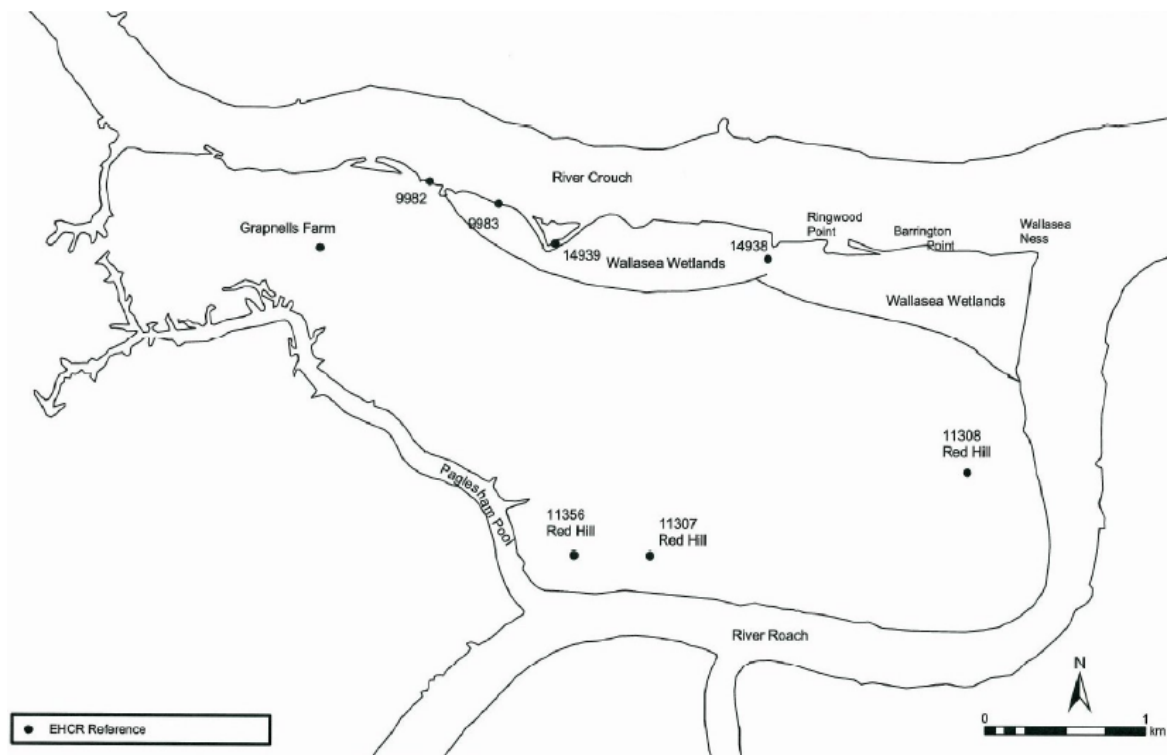 River Crouch
9982
9983
Grapnells Farm
14939
Wallasea Wetlands
14938
Ringwood
Point
Barrington
Point
Wallasea
Ness
Wallasea Wetlands
11308
Red Hill
Paglesham Pool
11356
Red Hill
11307
Red Hill
River Roach
N
0
1
km
EHCR Reference